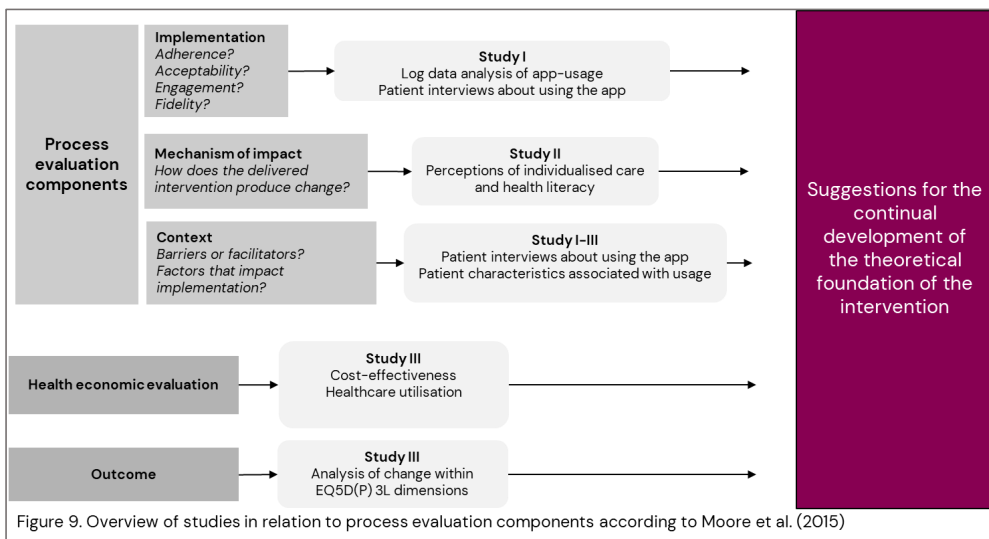 Process
evaluation
components
Implementation
Adherence?
Acceptability?
Engagement?
Fidelity?
Study I
Log data analysis of app-usage
Patient interviews about using the app
Mechanism of impact
How does the delivered
intervention produce change?
Study II
Perceptions of individualised care
and health literacy
Context
Barriers or facilitators?
Factors that impact
implementation?
Study I-III
Patient interviews about using the app
Patient characteristics associated with usage
Health economic evaluation
Study III
Cost-effectiveness
Healthcare utilisation
Outcome
Study III
Analysis of change within
EQ5D(P) 3L dimensions
Suggestions for the
continual
development of
the theoretical
foundation of the
intervention
Figure 9. Overview of studies in relation to process evaluation components according to Moore et al. (2015)